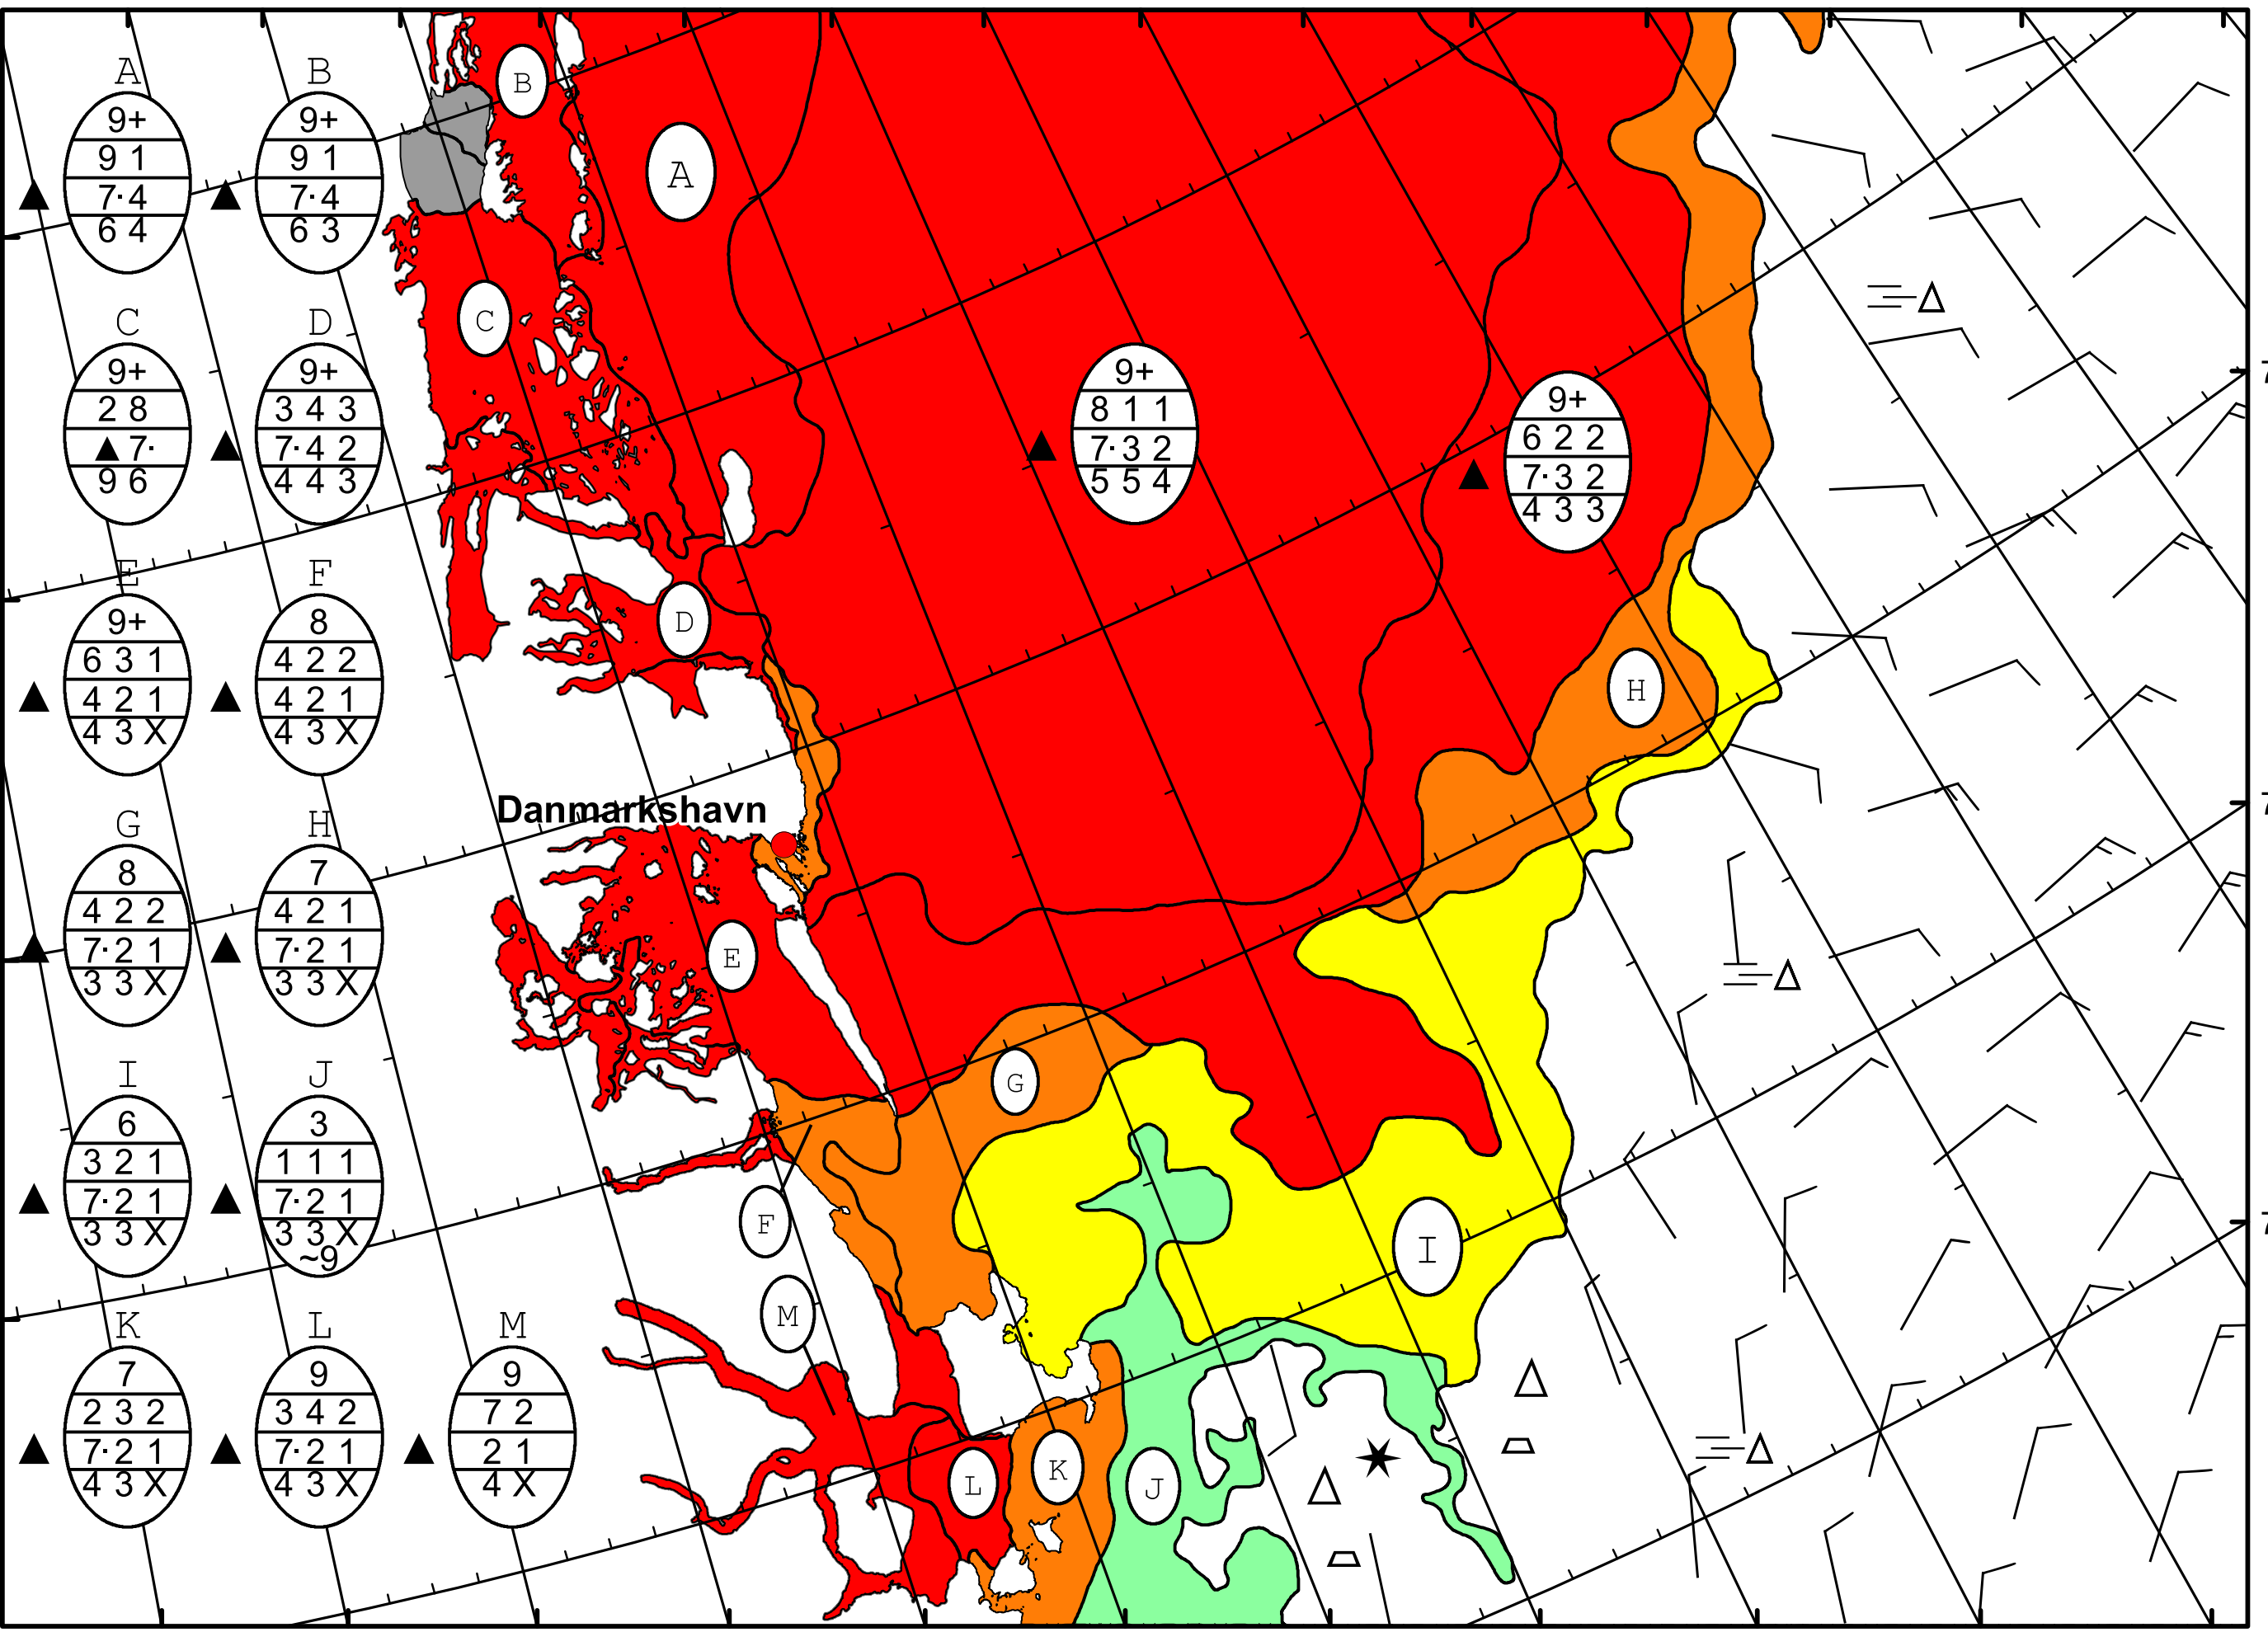 A
9+
9 1
7· 4
6 4
B
9+
9 1
7· 4
6 3
C
9+
2 8
▲ 7·
9 6
D
9+
3 4 3
7· 4 2
4 4 3
E
9+
6 3 1
4 2 1
4 3 X
F
8
4 2 2
4 2 1
4 3 X
G
8
4 2 2
7· 2 1
3 3 X
H
7
4 2 1
7· 2 1
3 3 X
I
6
3 2 1
7· 2 1
3 3 X
J
3
1 1 1
7· 2 1
3 3 X
~9
K
7
2 3 2
7· 2 1
4 3 X
L
9
3 4 2
7· 2 1
4 3 X
M
9
7 2
2 1
4 X
B
A
C
9+
8 1 1
7· 3 2
5 5 4
9+
6 2 2
7· 3 2
4 3 3
D
H
Danmarkshavn
E
G
F
I
M
L
K
J
7
7
7